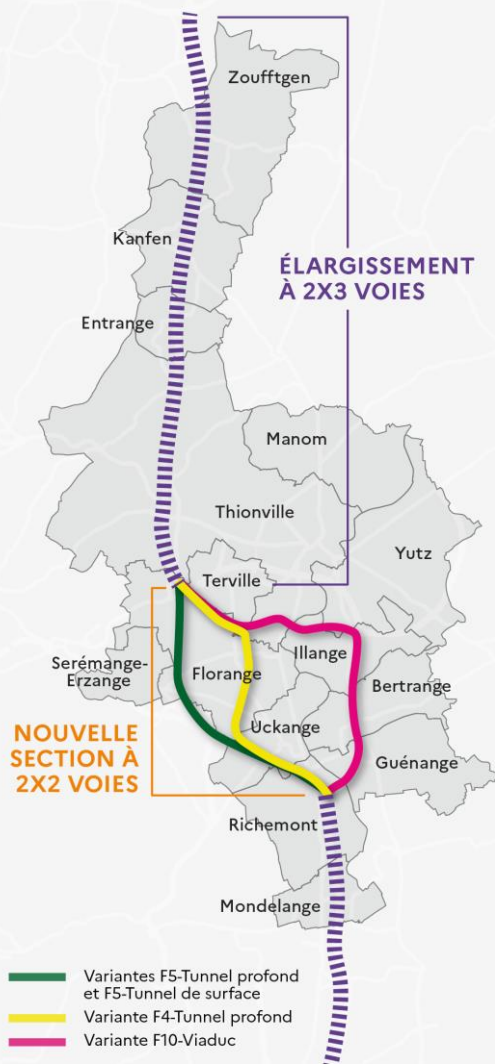 Zoufftgen
Kanfen
ÉLARGISSEMENT
À 2X3 VOIES
Entrange
Manom
Thionville
Yutz
Terville
Serémange-
Erzange
Florange
Illange
Bertrange
Uckange
NOUVELLE
SECTION À
2X2 VOIES
Guénange
Richemont
Mondelange
Variantes F5-Tunnel profond
et F5-Tunnel de surface
Variante F4-Tunnel profond
Variante F10-Viaduc